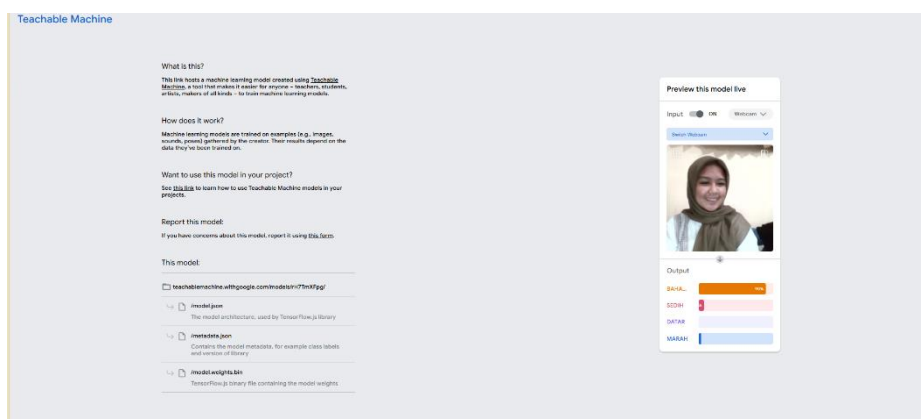 Teachable Machine
What is this?
This link hosts a machine learning model created using Teachable
Machine, a tool that makes it easier for anyone – teachers, students,
artists, makers of all kinds – to train machine learning models.
How does it work?
Machine learning models are trained on examples (e.g., images,
sounds, poses) gathered by the creator. Their results depend on the
data they've been trained on.
Want to use this model in your project?
See this link to learn how to use Teachable Machine models in your
projects.
Report this model:
If you have concerns about this model, report it using this form.
This model:
/model.json
The model architecture, used by TensorFlow.js library
/metadata.json
Contains the model metadata, for example class labels
and version of library
/model.weights.bin
TensorFlow.js binary file containing the model weights
Preview this model live
Input ON Webcam
Switch Webcam
Output
BAHA...
SEDIH
DATAR
MARAH